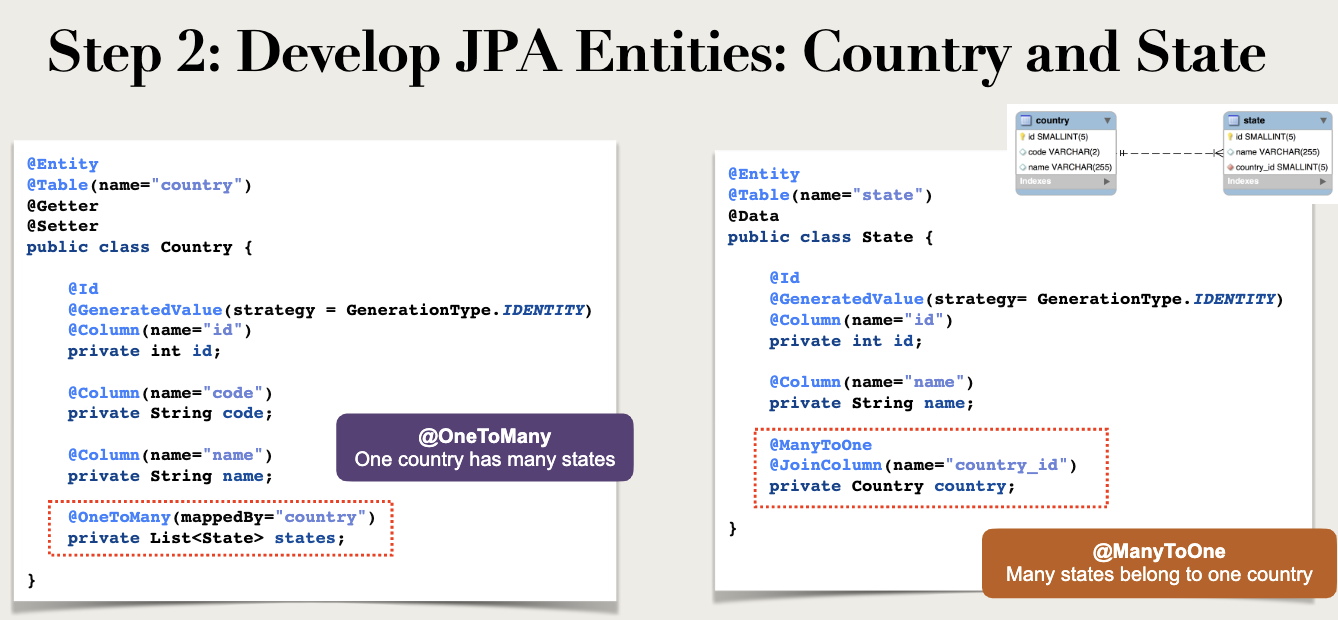 Step 2: Develop JPA Entities: Country and State
@Entity
@Table(name="country")
@Getter
@Setter
public class Country {
@Id
@GeneratedValue(strategy = GenerationType.IDENTITY)
@Column(name="id")
private int id;
@Column(name="code")
private String code;
@Column(name="name")
private String name;
@OneToMany(mappedBy="country")
private List<State> states;
}
@OneToMany
One country has many states
country
id SMALLINT(5)
code VARCHAR(2)
name VARCHAR(255)
Indexes
state
id SMALLINT(5)
name VARCHAR(255)
country_id SMALLINT(5)
Indexes
@Entity
@Table(name="state")
@Data
public class State {
@Id
@GeneratedValue(strategy= GenerationType.IDENTITY)
@Column(name="id")
private int id;
@Column(name="name")
private String name;
@ManyToOne
@JoinColumn(name="country_id")
private Country country;
}
@ManyToOne
Many states belong to one country